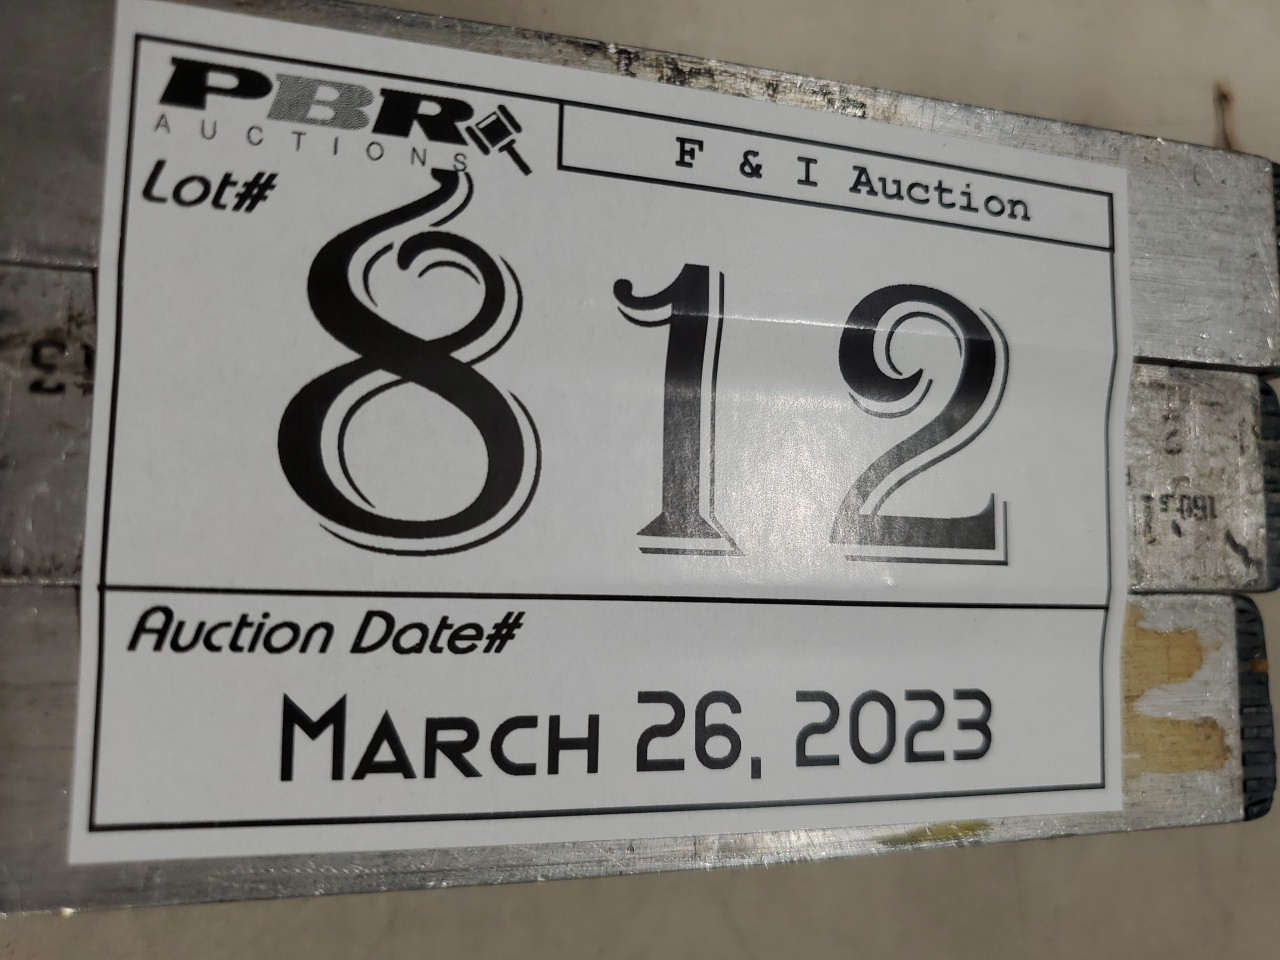 PBR
AUCTIONS
F & I Auction
Lot#
812
Auction Date#
March 26, 2023